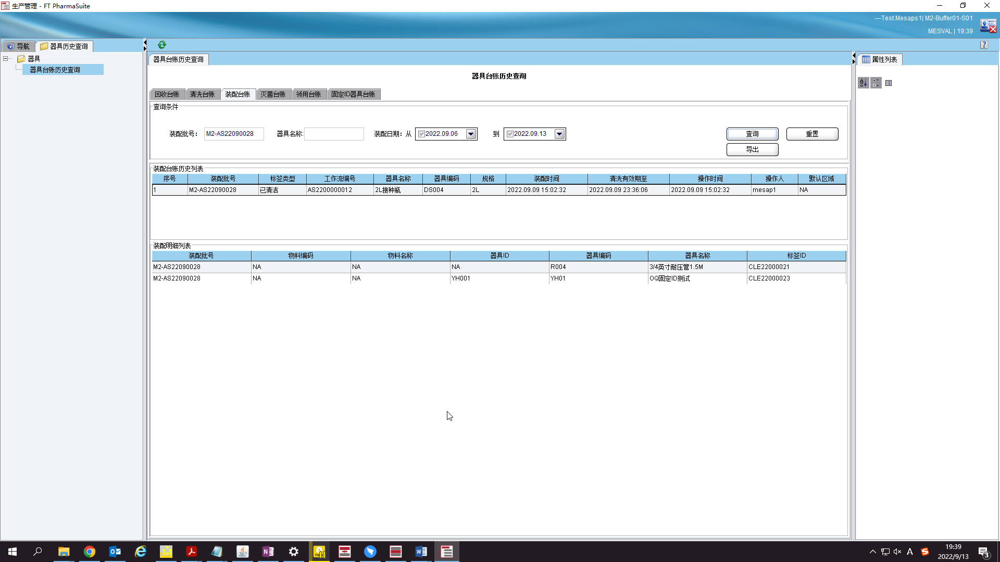 生产管理 - FT PharmaSuite
---Test.Mesaps1| M2-Buffer01-S01
MESVAL | 19:39
导航
器具历史查询
器具
器具台账历史查询
器具台账历史查询
属性列表
器具台账历史查询
回收台账 清洗台账 装配台账 灭菌台账 领用台账 固定ID器具台账
查询条件
装配批号： M2-AS22090028 器具名称: 装配日期：从 2022.09.06 到 2022.09.13 查询 重置
导出
装配台账历史列表
序号 装配批号 标签类型 工作流编号 器具名称 器具编码 规格 装配时间 清洗有效期至 操作时间 操作人 默认区域
1 M2-AS22090028 已清洁 AS2200000012 2L接种瓶 DS004 2L 2022.09.09 15:02:32 2022.09.09 23:36:06 2022.09.09 15:02:32 mesap1 NA
装配明细列表
装配批号 物料编码 物料名称 器具ID 器具编码 器具名称 标签ID
M2-AS22090028 NA NA NA R004 3/4英寸耐压管1.5M CLE22000021
M2-AS22090028 NA NA YH001 YH01 OQ固定ID测试 CLE22000023
19:39
2022/9/13
3